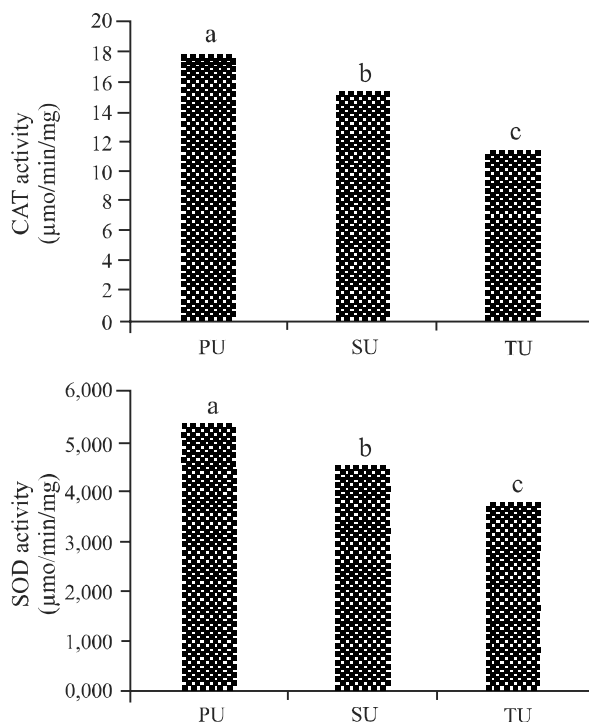 20
18
16
14
12
10
8
6
4
2
0
CAT activity
(µmo/min/mg)
a
b
c
PU SU TU
6,000
5,000
4,000
3,000
2,000
1,000
0,000
SOD activity
(µmo/min/mg)
a
b
c
PU SU TU